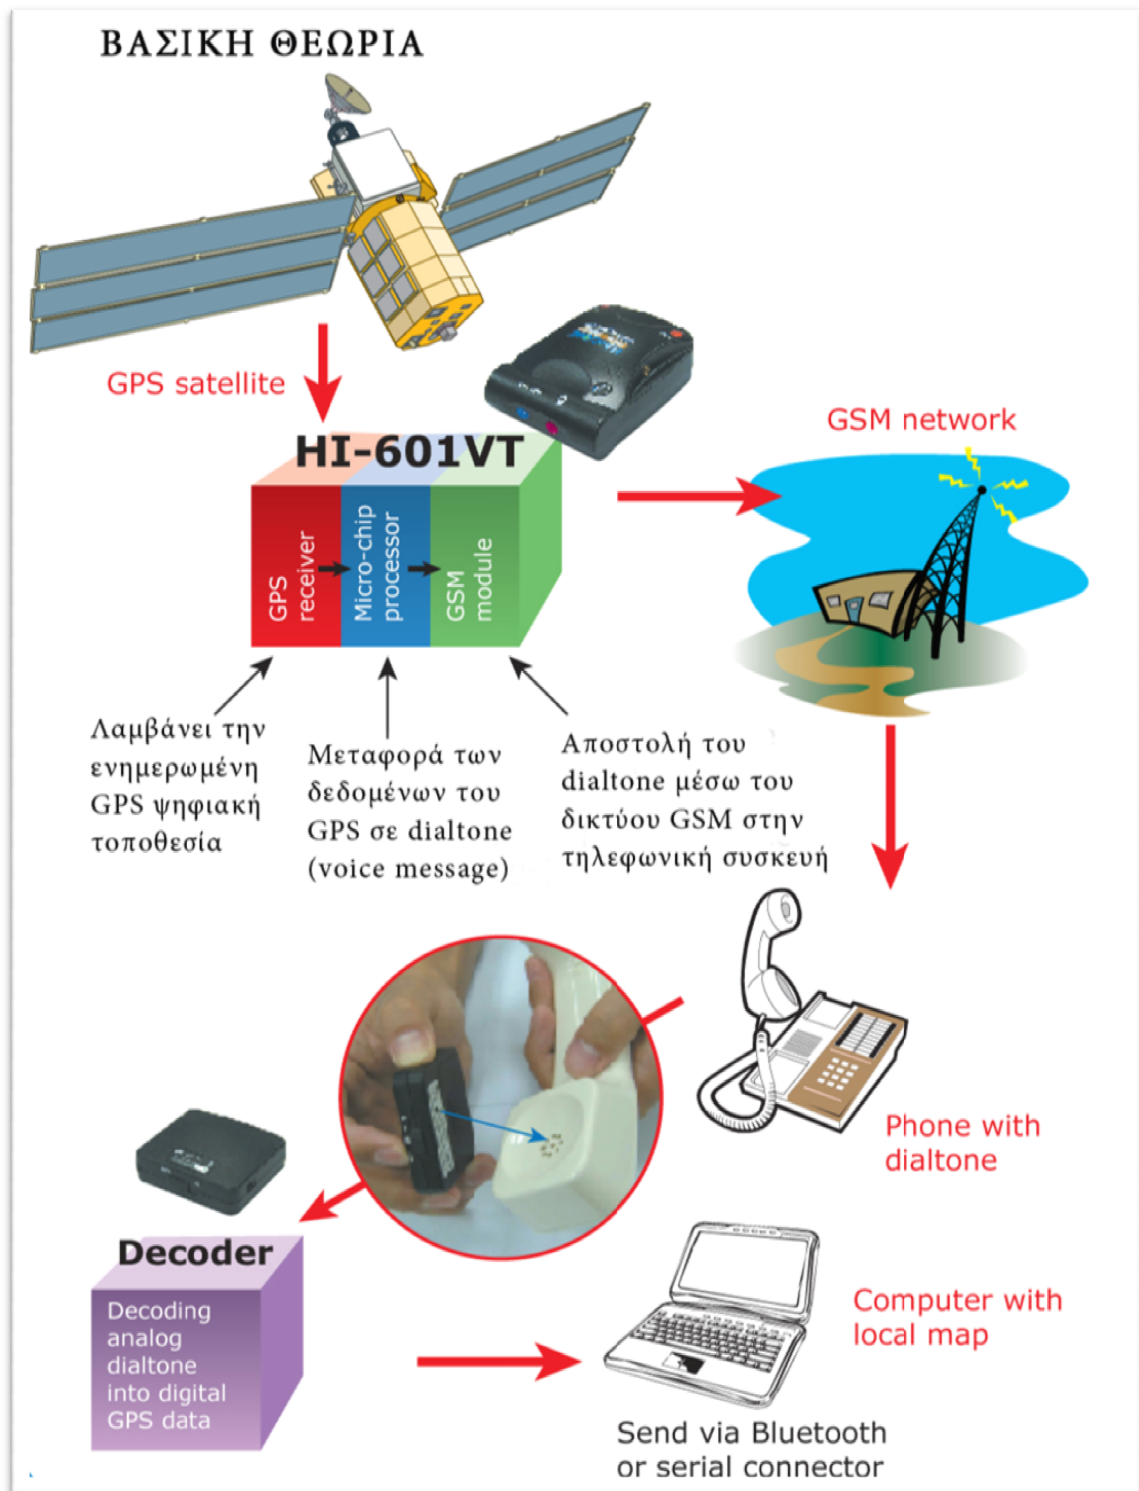 ΒΑΣΙΚΗ ΘΕΩΡΙΑ
GPS satellite
HI-601VT
GPS
receiver
Micro-chip
processor
GSM
module
GSM network
Λαμβάνει την
ενημερωμένη
GPS ψηφιακή
τοποθεσία
Μεταφορά των
δεδομένων του
GPS σε dialtone
(voice message)
Αποστολή του
dialtone μέσω του
δικτύου GSM στην
τηλεφωνική συσκευή
Phone with
dialtone
Decoder
Decoding
analog
dialtone
into digital
GPS data
Computer with
local map
Send via Bluetooth
or serial connector